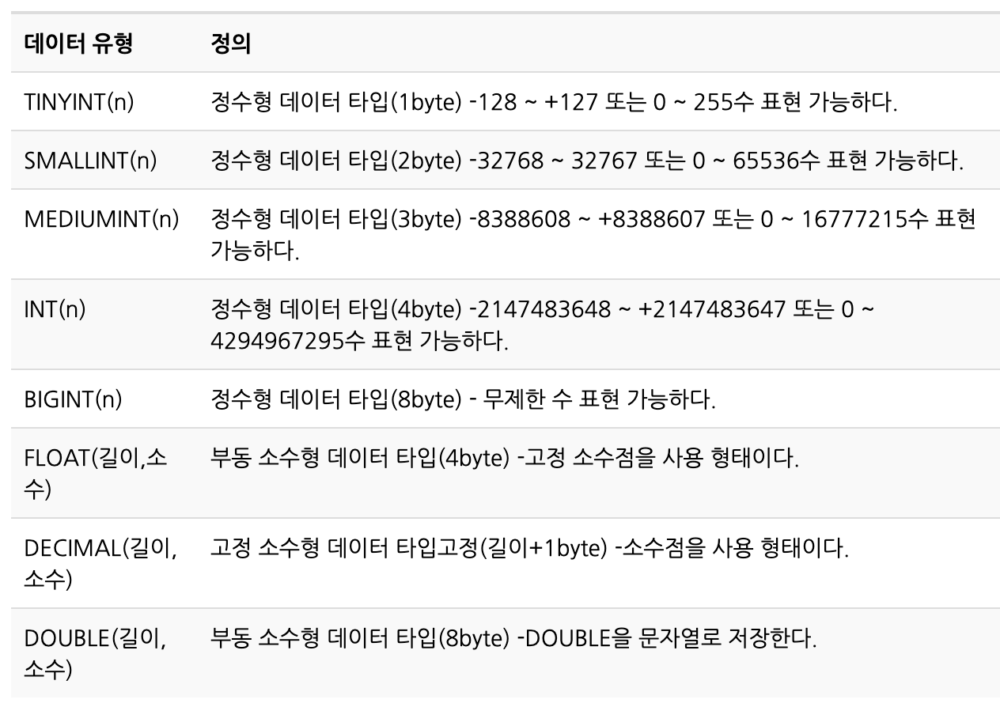 데이터 유형 정의
TINYINT(n) 정수형 데이터 타입(1byte) -128 ~ +127 또는 0 ~ 255수 표현 가능하다.
SMALLINT(n) 정수형 데이터 타입(2byte) -32768 ~ 32767 또는 0 ~ 65536수 표현 가능하다.
MEDIUMINT(n) 정수형 데이터 타입(3byte) -8388608 ~ +8388607 또는 0 ~ 16777215수 표현
가능하다.
INT(n) 정수형 데이터 타입(4byte) -2147483648 ~ +2147483647 또는 0 ~
4294967295수 표현 가능하다.
BIGINT(n) 정수형 데이터 타입(8byte) - 무제한 수 표현 가능하다.
FLOAT(길이,소 부동 소수형 데이터 타입(4byte) -고정 소수점을 사용 형태이다.
수)
DECIMAL(길이, 고정 소수형 데이터 타입고정(길이+1byte) -소수점을 사용 형태이다.
소수)
DOUBLE(길이, 부동 소수형 데이터 타입(8byte) -DOUBLE을 문자열로 저장한다.
소수)